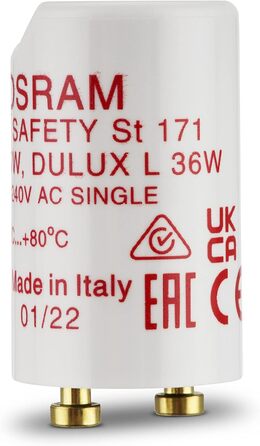 OSRAM
SAFETY St 171
W, DULUX L 36W
240V AC SINGLE
...+80°C
UK
CA
Made in Italy
01/22
EAC
CE